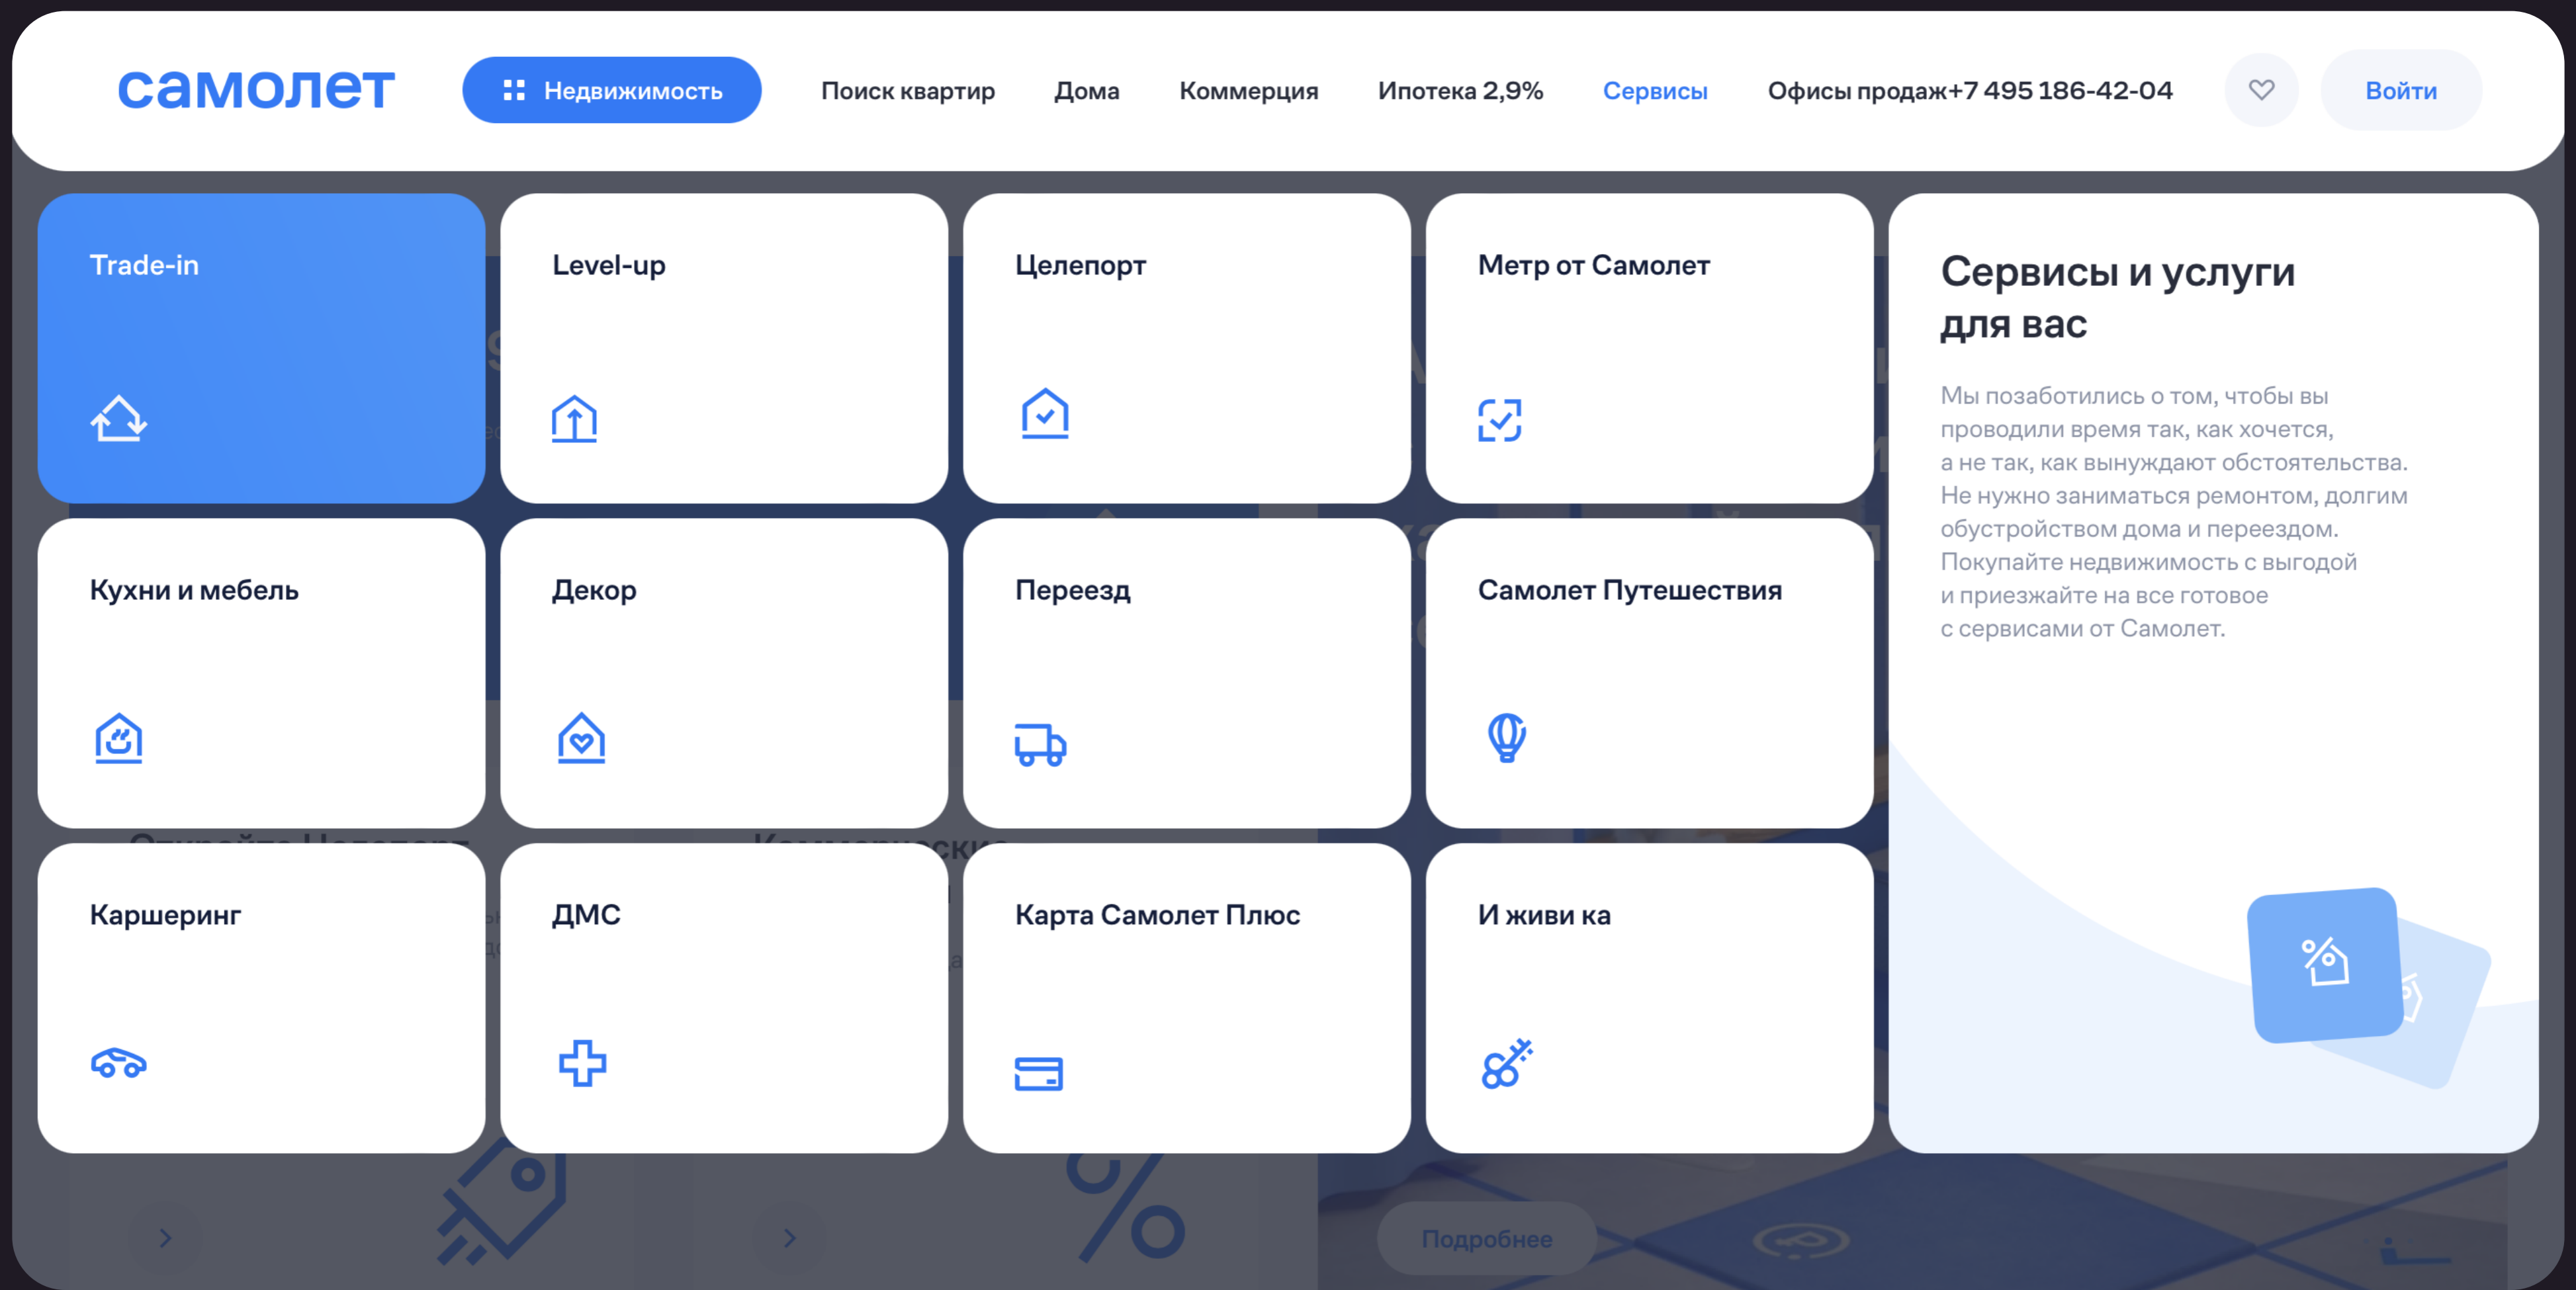 самолет
Недвижимость
Поиск квартир
Дома
Коммерция
Ипотека 2,9%
Сервисы
Офисы продаж
+7 495 186-42-04
Войти
Trade-in
Level-up
Целепорт
Метр от Самолет
Кухни и мебель
Декор
Переезд
Самолет Путешествия
Каршеринг
ДМС
Карта Самолет Плюс
И живи ка
Сервисы и услуги
для вас
Мы позаботились о том, чтобы вы
проводили время так, как хочется,
а не так, как вынуждают обстоятельства.
Не нужно заниматься ремонтом, долгим
обустройством дома и переездом.
Покупайте недвижимость с выгодой
и приезжайте на все готовое
с сервисами от Самолет.
Подробнее